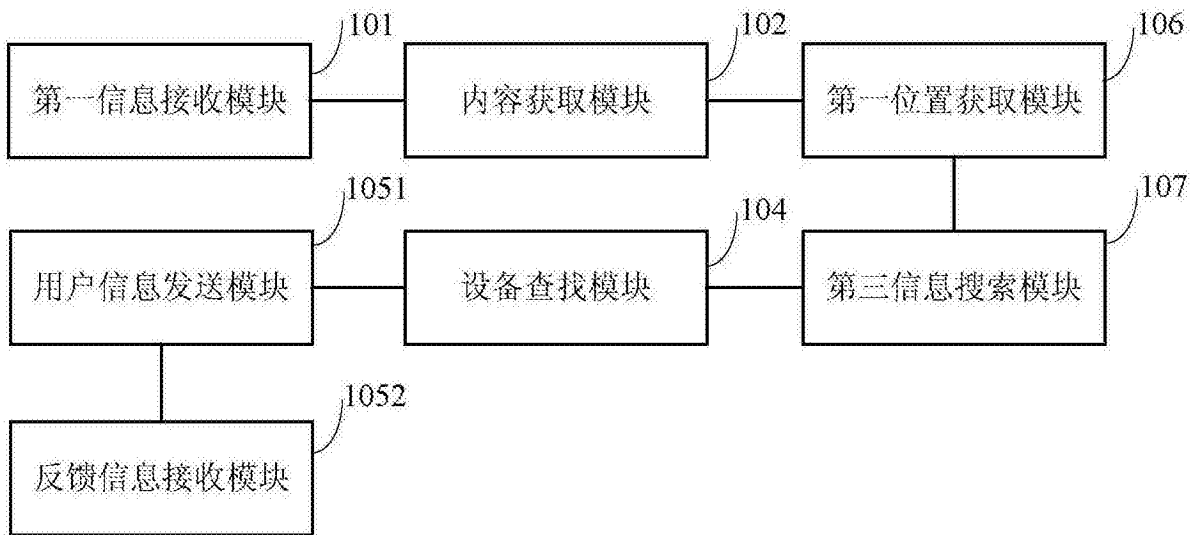 101
第一信息接收模块
102
内容获取模块
106
第一位置获取模块
1051
用户信息发送模块
104
设备查找模块
107
第三信息搜索模块
1052
反馈信息接收模块